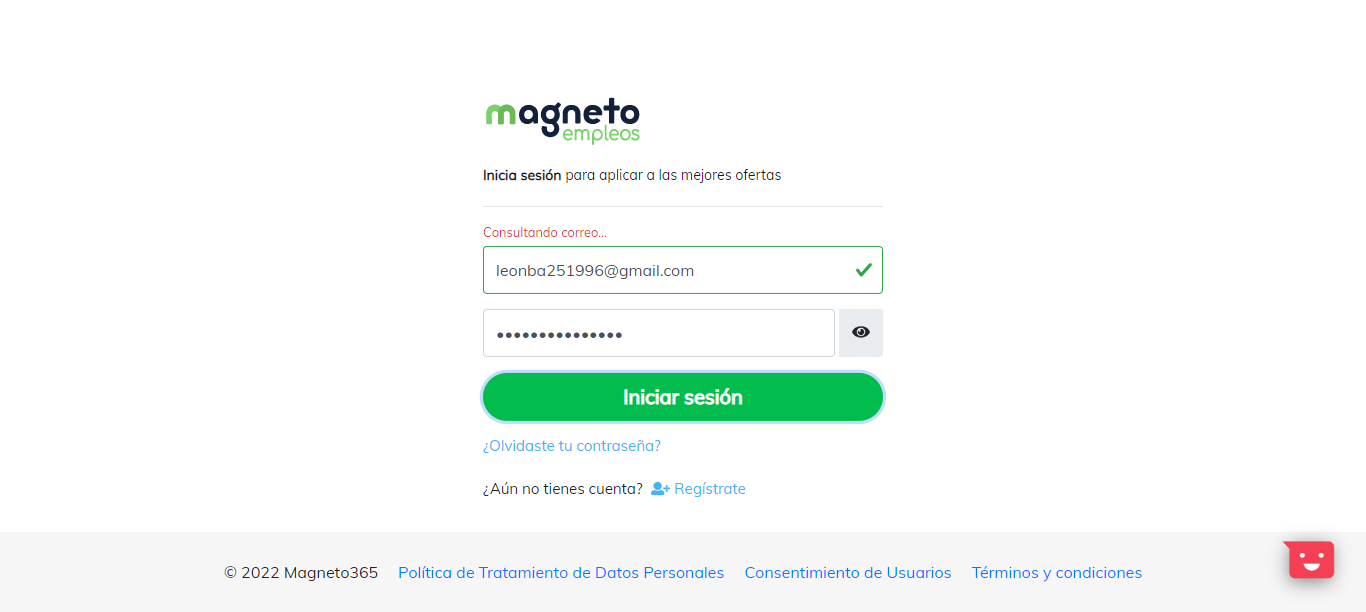 magneto
empleos
Inicia sesión para aplicar a las mejores ofertas
Consultando correo...
leonba251996@gmail.com
•••••••••••••••
Iniciar sesión
¿Olvidaste tu contraseña?
¿Aún no tienes cuenta? Regístrate
© 2022 Magneto365 Política de Tratamiento de Datos Personales Consentimiento de Usuarios Términos y condiciones